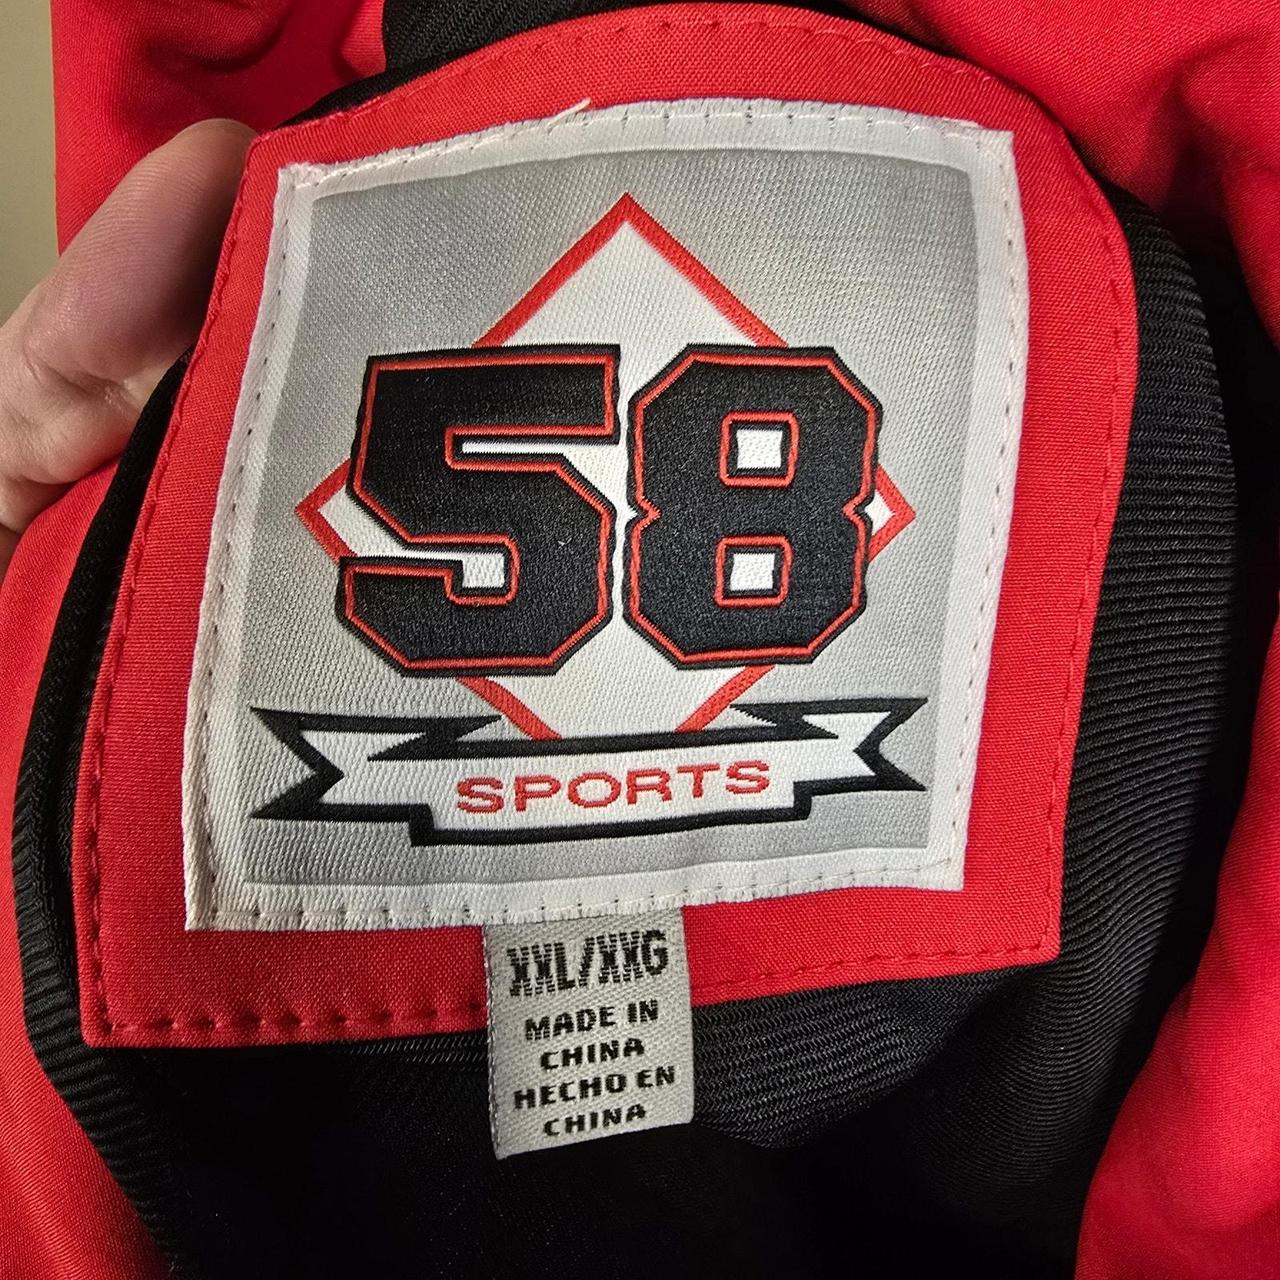 58
SPORTS
XXL/XXG
MADE IN
CHINA
HECHO EN
CHINA